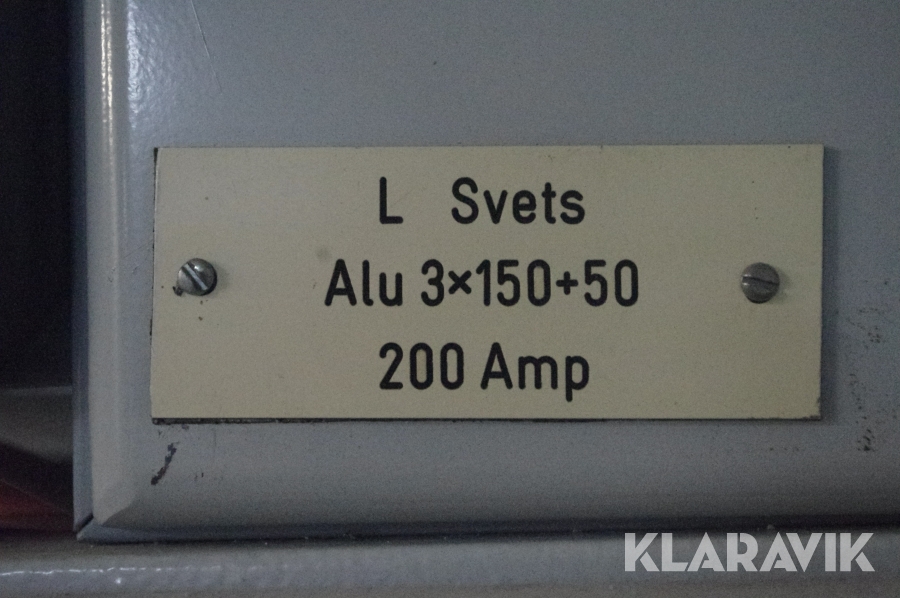 L Svets
Alu 3×150+50
200 Amp
KLARAVIK